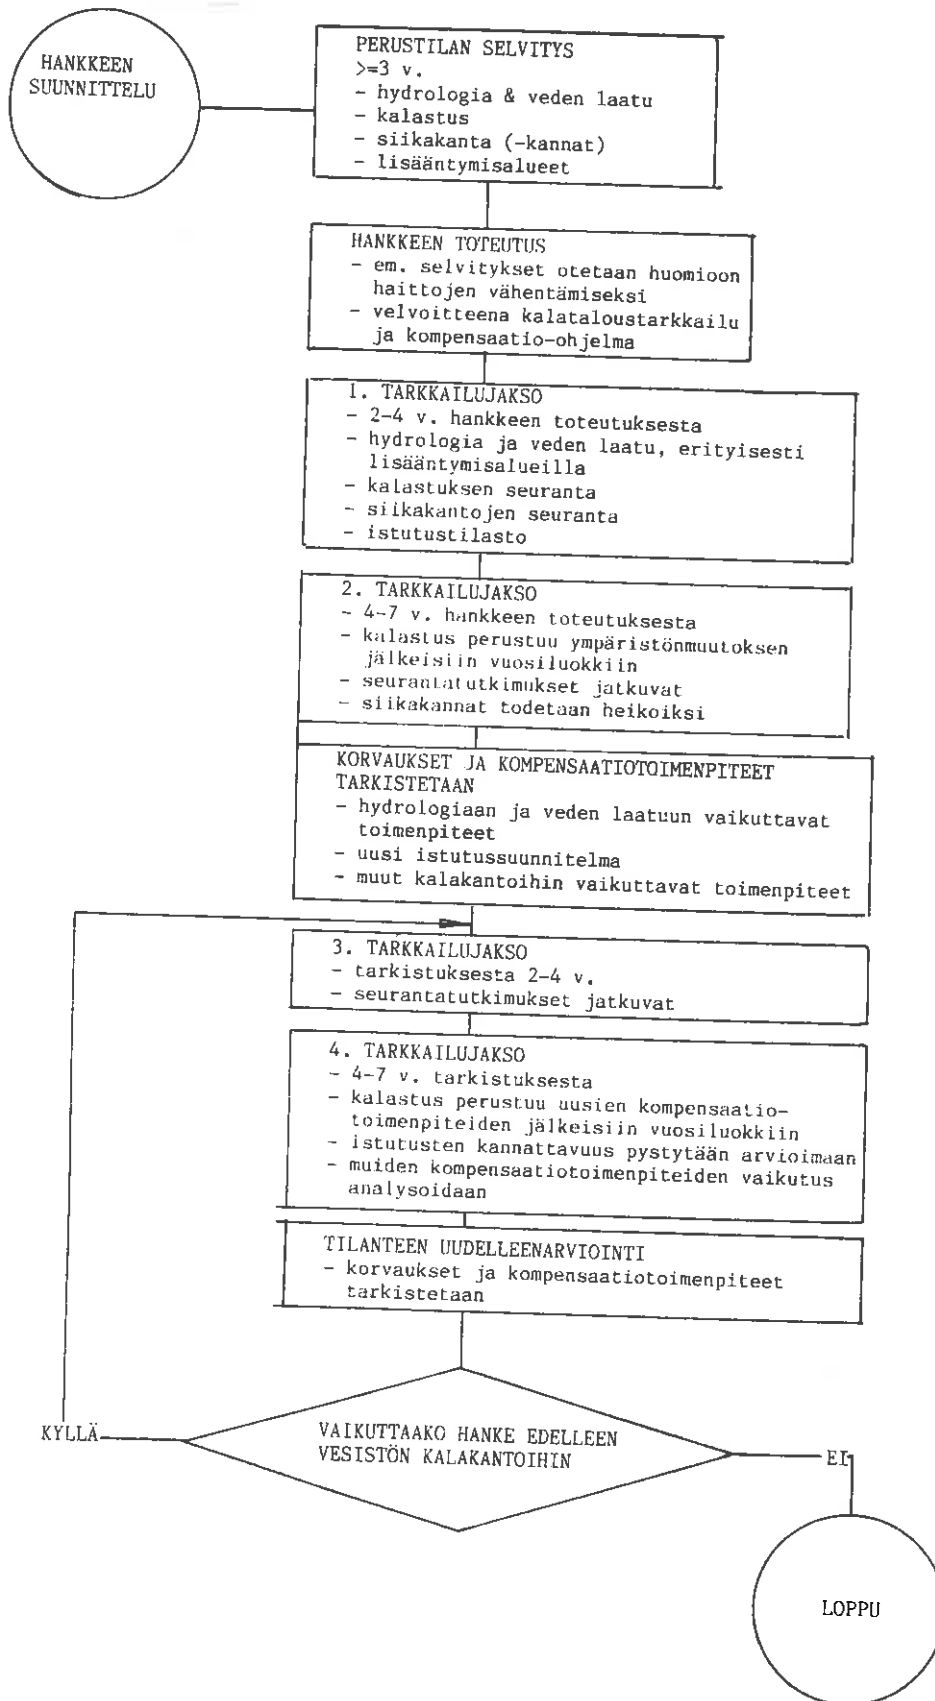 HANKKEEN
SUUNNITTELU
PERUSTILAN SELVITYS
>=3 v.
- hydrologia & veden laatu
- kalastus
- siikakanta (-kannat)
- lisääntymisalueet
HANKKEEN TOTEUTUS
- em. selvitykset otetaan huomioon
haittojen vähentämiseksi
- velvoitteena kalataloustarkkailu
ja kompensaatio-ohjelma
1. TARKKAILUJAKSO
- 2-4 v. hankkeen toteutuksesta
- hydrologia ja veden laatu, erityisesti
lisääntymisalueilla
- kalastuksen seuranta
- siikakantojen seuranta
- istutustilasto
2. TARKKAILUJAKSO
- 4-7 v. hankkeen toteutuksesta
- kalastus perustuu ympäristönmuutoksen
jälkeisiin vuosiluokkiin
- seurantatutkimukset jatkuvat
- siikakannat todetaan heikoiksi
KORVAUKSET JA KOMPENSAATIOTOIMENPITEET
TARKISTETAAN
- hydrologiaan ja veden laatuun vaikuttavat
toimenpiteet
- uusi istutussuunnitelma
- muut kalakantoihin vaikuttavat toimenpiteet
3. TARKKAILUJAKSO
- tarkistuksesta 2-4 v.
- seurantatutkimukset jatkuvat
4. TARKKAILUJAKSO
- 4-7 v. tarkistuksesta
- kalastus perustuu uusien kompensaatio-
toimenpiteiden jälkeisiin vuosiluokkiin
- istutusten kannattavuus pystytään arvioimaan
- muiden kompensaatiotoimenpiteiden vaikutus
analysoidaan
TILANTEEN UUDELLEENARVIOINTI
- korvaukset ja kompensaatiotoimenpiteet
tarkistetaan
KYLLÄ
VAIKUTTAAKO HANKE EDELLEEN
VESISTÖN KALAKANTOIHIN
EI
LOPPU